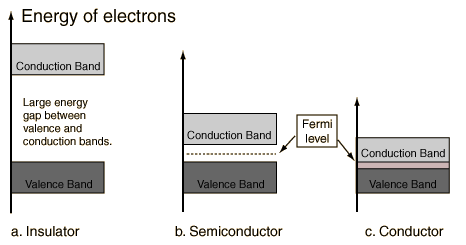 Energy of electrons
Conduction Band
Large energy
gap between
valence and
conduction bands.
Valence Band
a. Insulator
Conduction Band
Valence Band
b. Semiconductor
Fermi
level
Conduction Band
Valence Band
c. Conductor